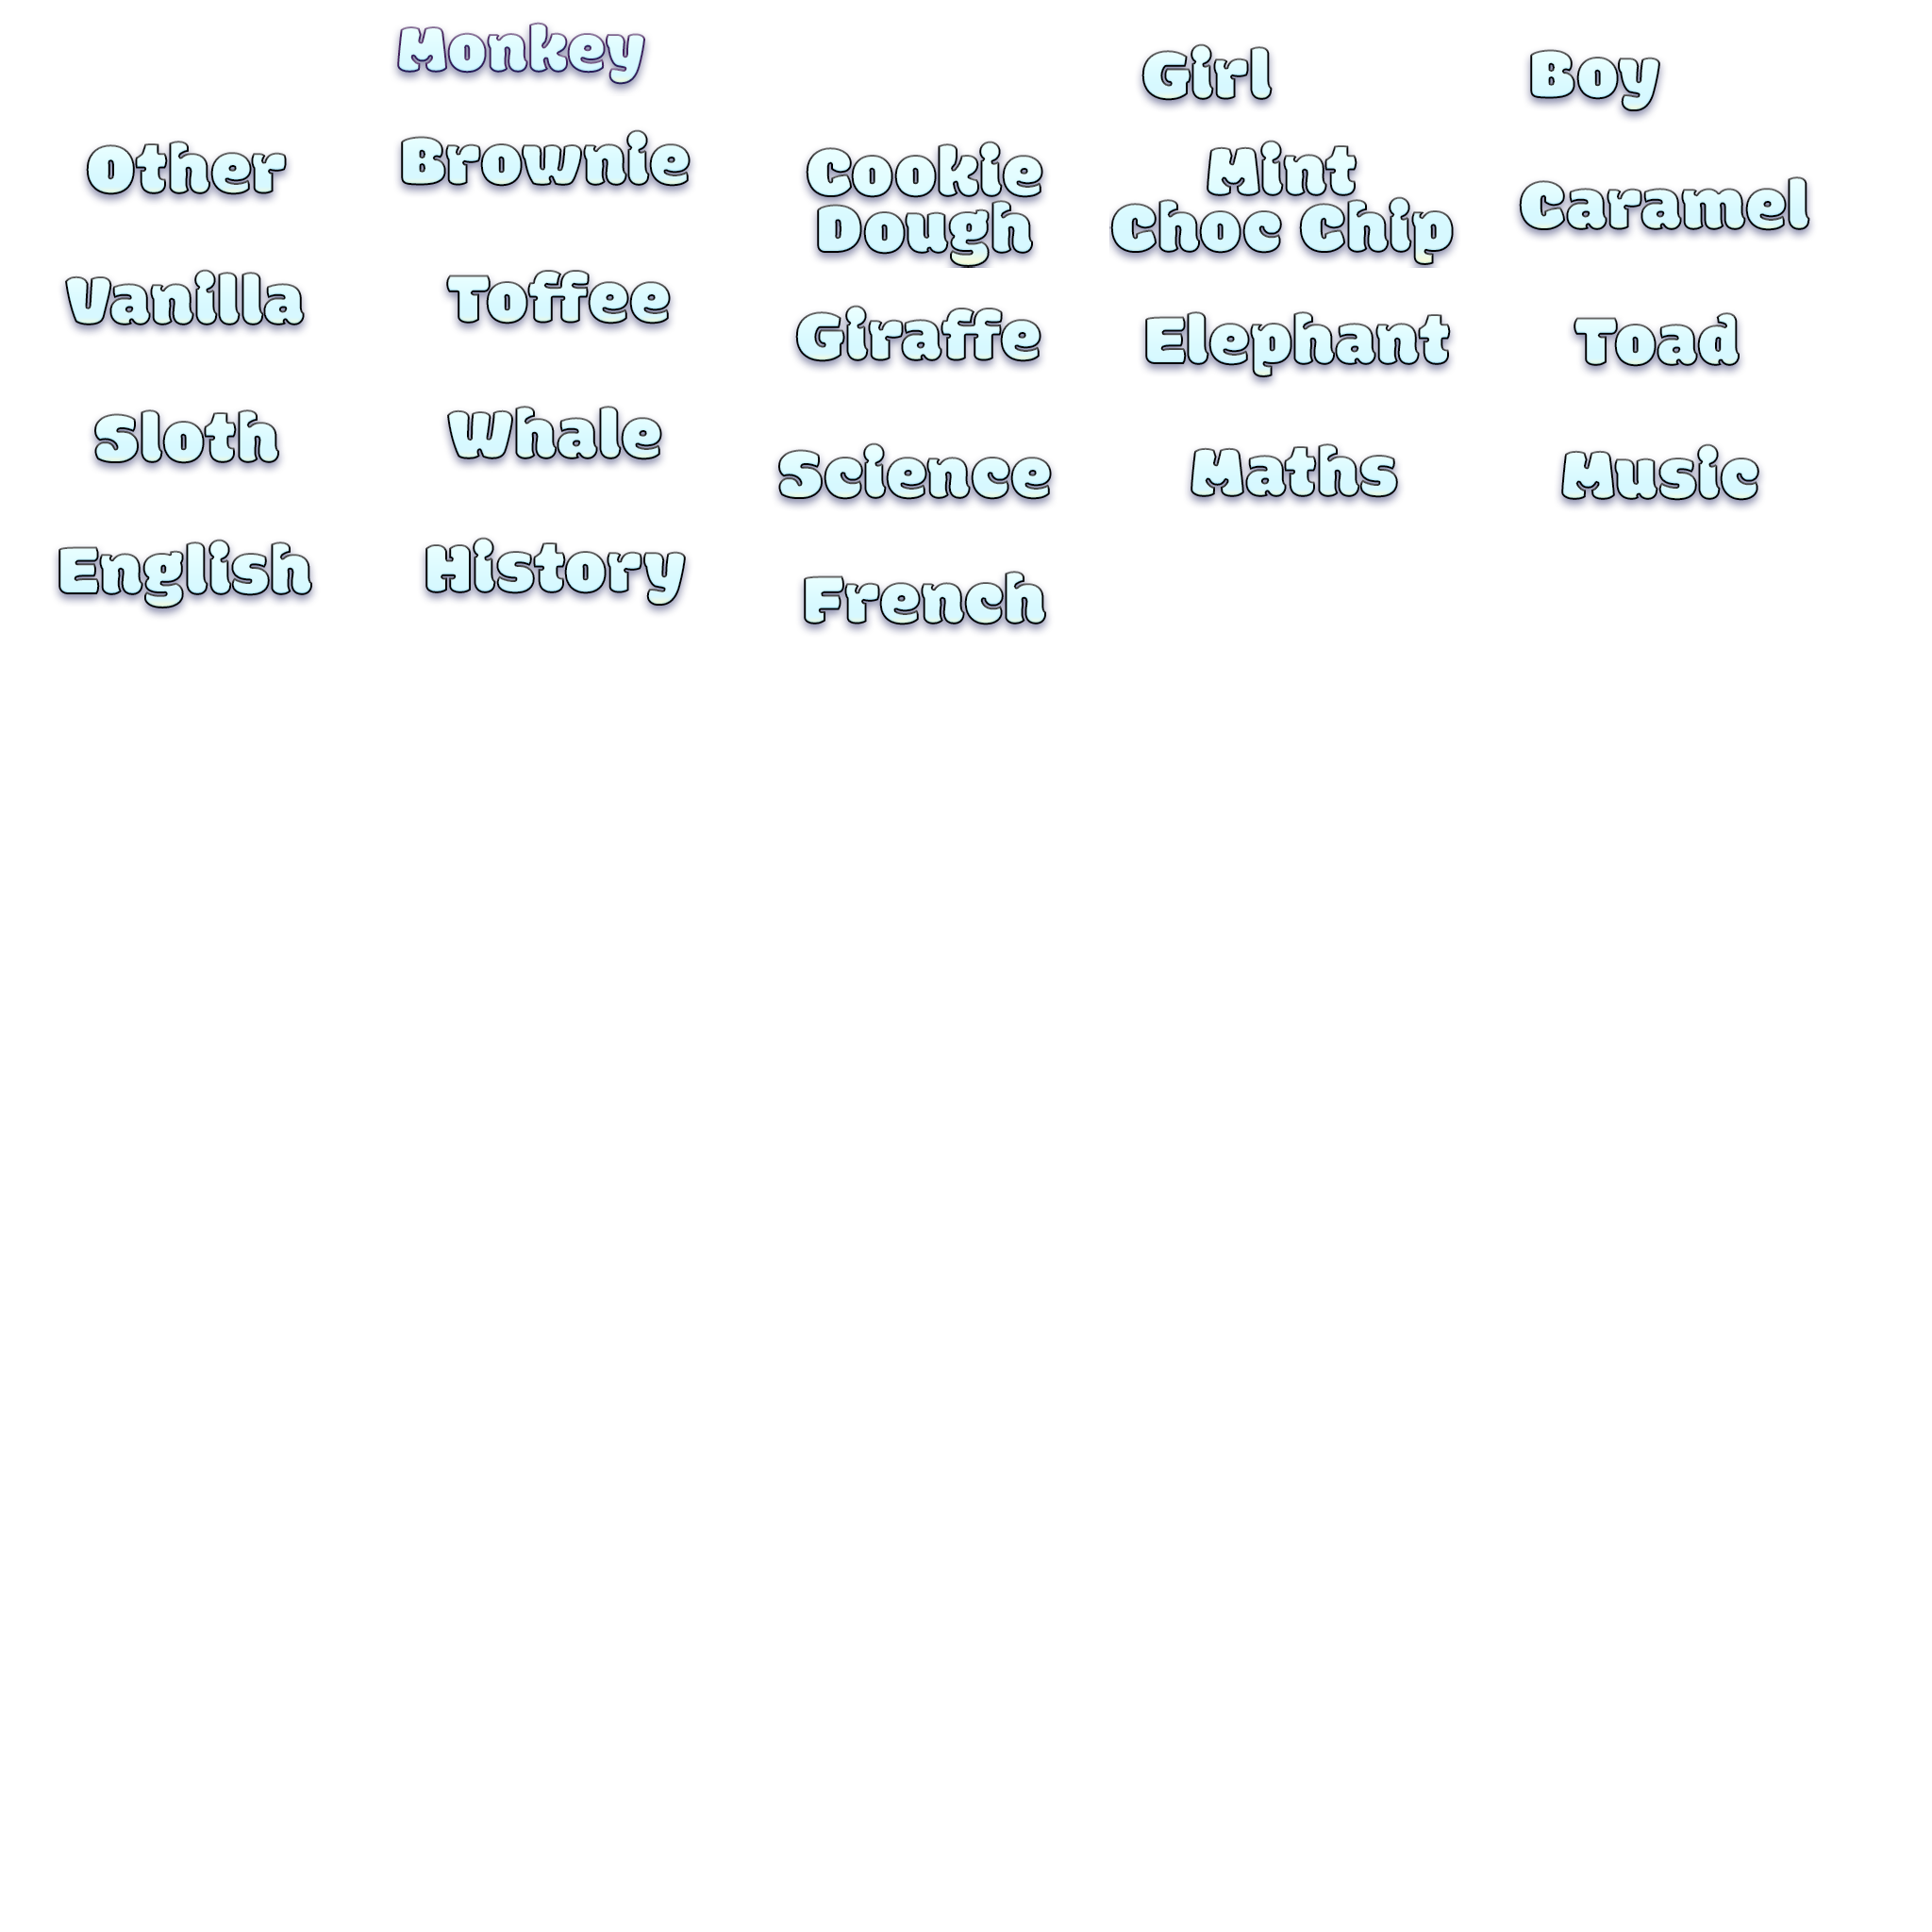 Monkey
Girl
Boy
Other
Brownie
Cookie
Dough
Mint
Choc Chip
Caramel
Vanilla
Toffee
Giraffe
Elephant
Toad
Sloth
Whale
Science
Maths
Music
English
History
French